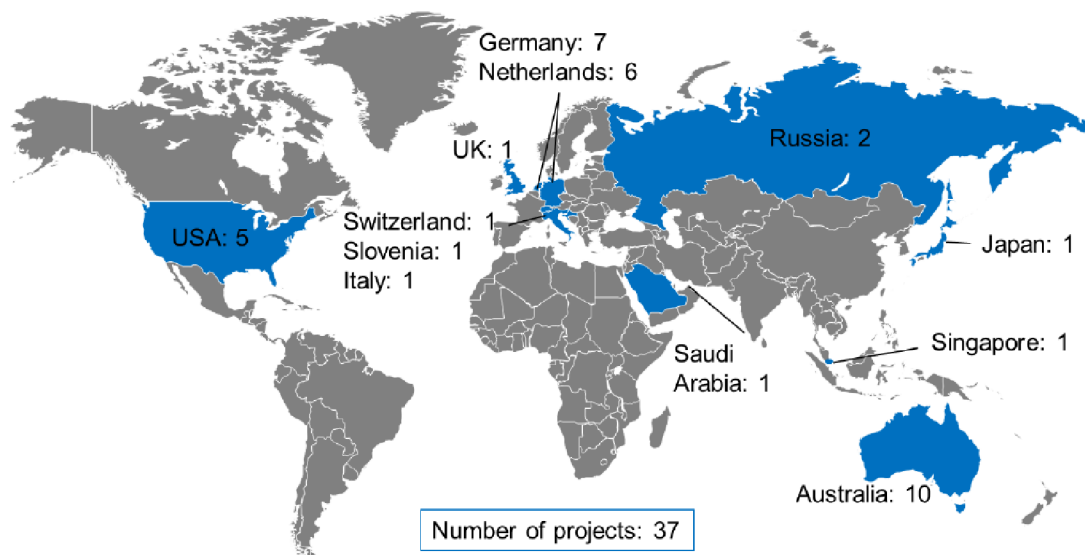 Germany: 7
Netherlands: 6
UK: 1
Russia: 2
Switzerland: 1
Slovenia: 1
Italy: 1
USA: 5
Japan: 1
Saudi
Arabia: 1
Singapore: 1
Australia: 10
Number of projects: 37